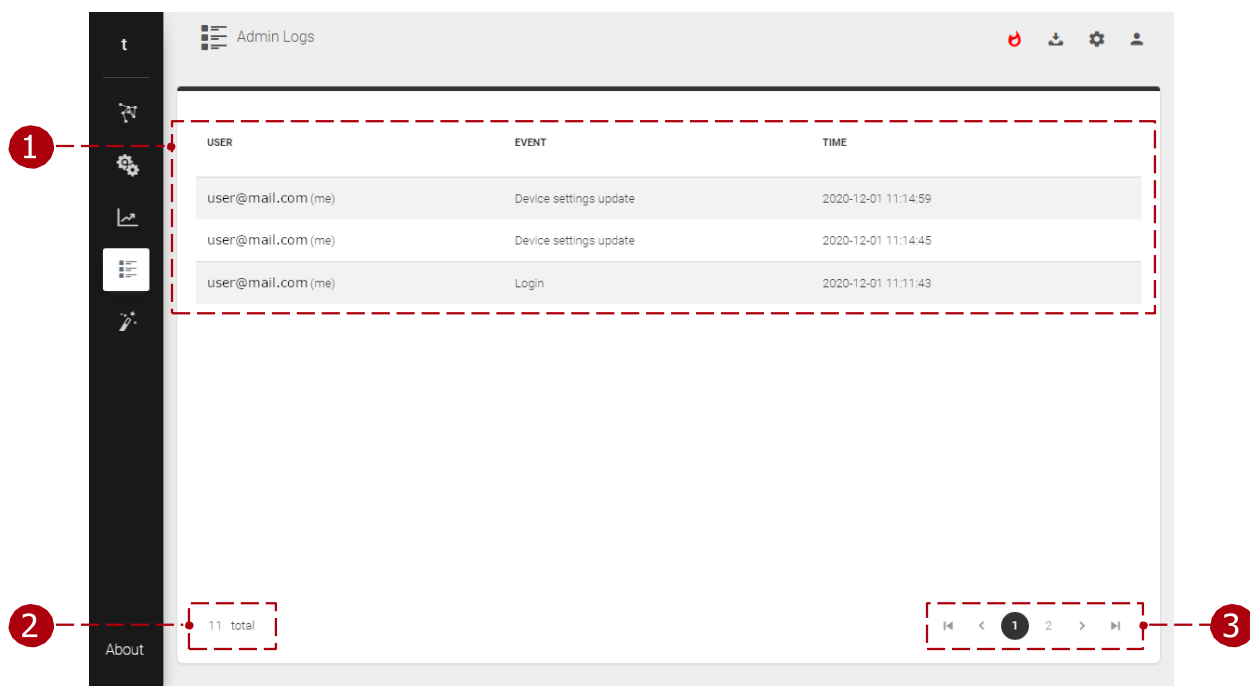 t
Admin Logs
1
USER EVENT TIME
user@mail.com (me) Device settings update 2020-12-01 11:14:59
user@mail.com (me) Device settings update 2020-12-01 11:14:45
user@mail.com (me) Login 2020-12-01 11:11:43
2
11 total
1 2
3
About